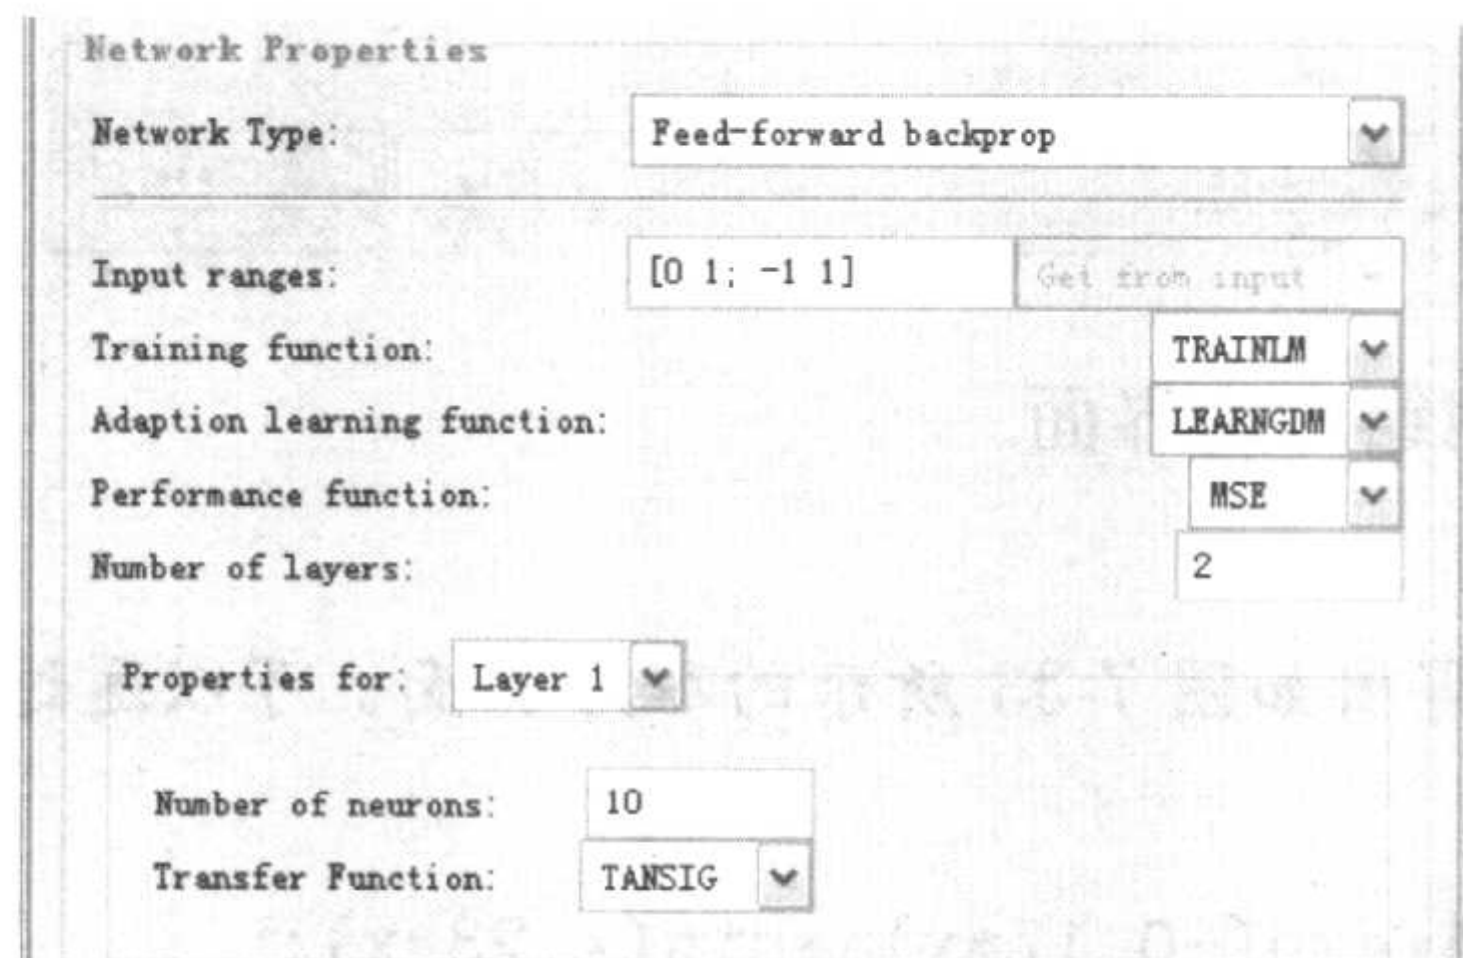 Network Properties
Network Type: Feed-forward backprop
Input ranges: [0 1; -1 1] Get from input
Training function: TRAINLM
Adaption learning function: LEARNGDM
Performance function: MSE
Number of layers: 2
Properties for: Layer 1
Number of neurons: 10
Transfer Function: TANSIG